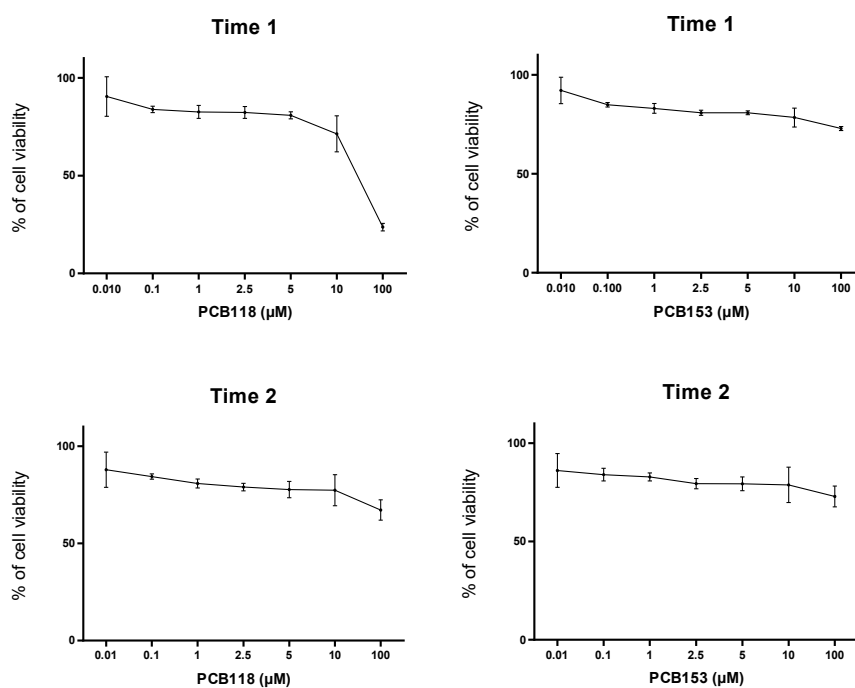 Time 1
% of cell viability
100
50
0
0.010 0.1 1 2.5 5 10 100
PCB118 (µM)
Time 1
% of cell viability
100
50
0
0.010 0.100 1 2.5 5 10 100
PCB153 (µM)
Time 2
% of cell viability
100
50
0
0.01 0.1 1 2.5 5 10 100
PCB118 (µM)
Time 2
% of cell viability
100
50
0
0.01 0.1 1 2.5 5 10 100
PCB153 (µM)